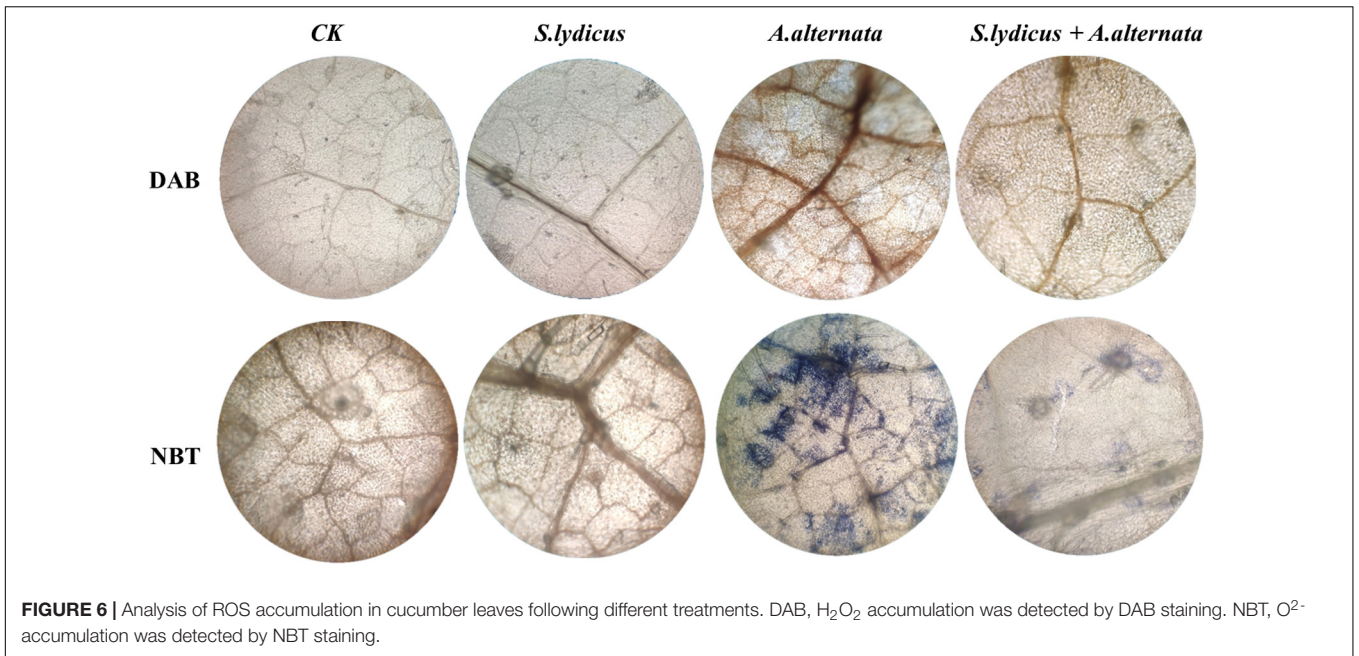 CK S.lydicus A.alternata S.lydicus + A.alternata
DAB
NBT
FIGURE 6 | Analysis of ROS accumulation in cucumber leaves following different treatments. DAB, H₂O₂ accumulation was detected by DAB staining. NBT, O²⁻
accumulation was detected by NBT staining.